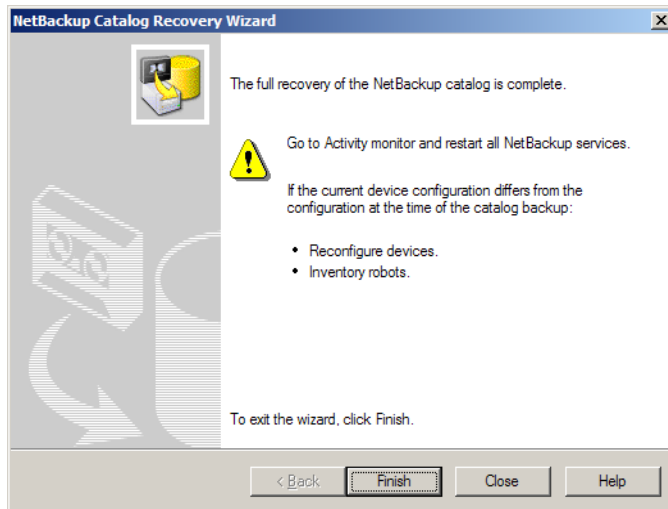 NetBackup Catalog Recovery Wizard
The full recovery of the NetBackup catalog is complete.
Go to Activity monitor and restart all NetBackup services.
If the current device configuration differs from the
configuration at the time of the catalog backup:
• Reconfigure devices.
• Inventory robots.
To exit the wizard, click Finish.
< Back Finish Close Help